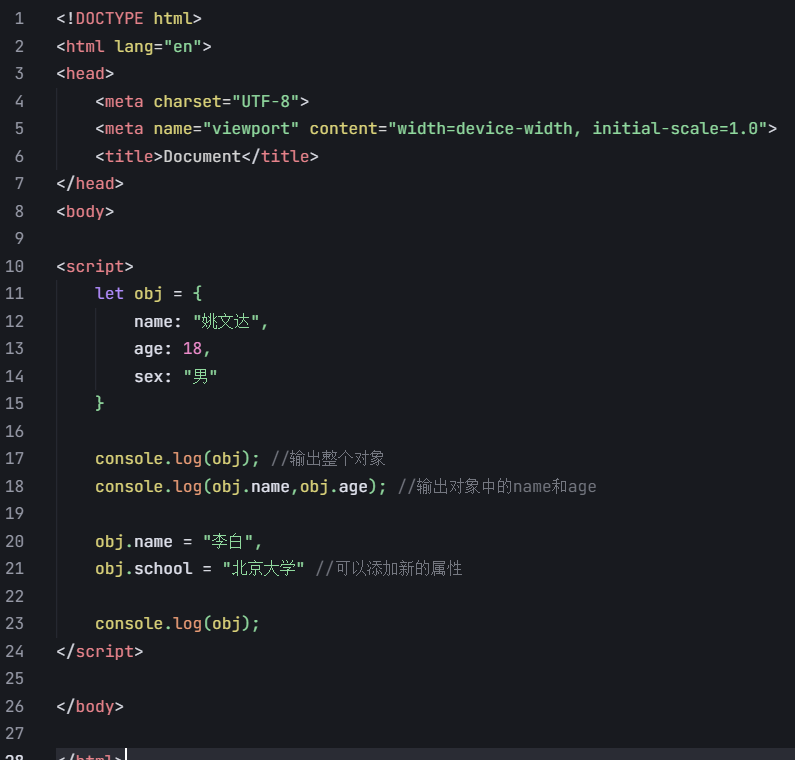 1 <!DOCTYPE html>
2 <html lang="en">
3 <head>
4     <meta charset="UTF-8">
5     <meta name="viewport" content="width=device-width, initial-scale=1.0">
6     <title>Document</title>
7 </head>
8 <body>
9
10 <script>
11     let obj = {
12         name: "姚文达",
13         age: 18,
14         sex: "男"
15     }
16
17     console.log(obj); //输出整个对象
18     console.log(obj.name,obj.age); //输出对象中的name和age
19
20     obj.name = "李白",
21     obj.school = "北京大学" //可以添加新的属性
22
23     console.log(obj);
24 </script>
25
26 </body>
27
28 </html>